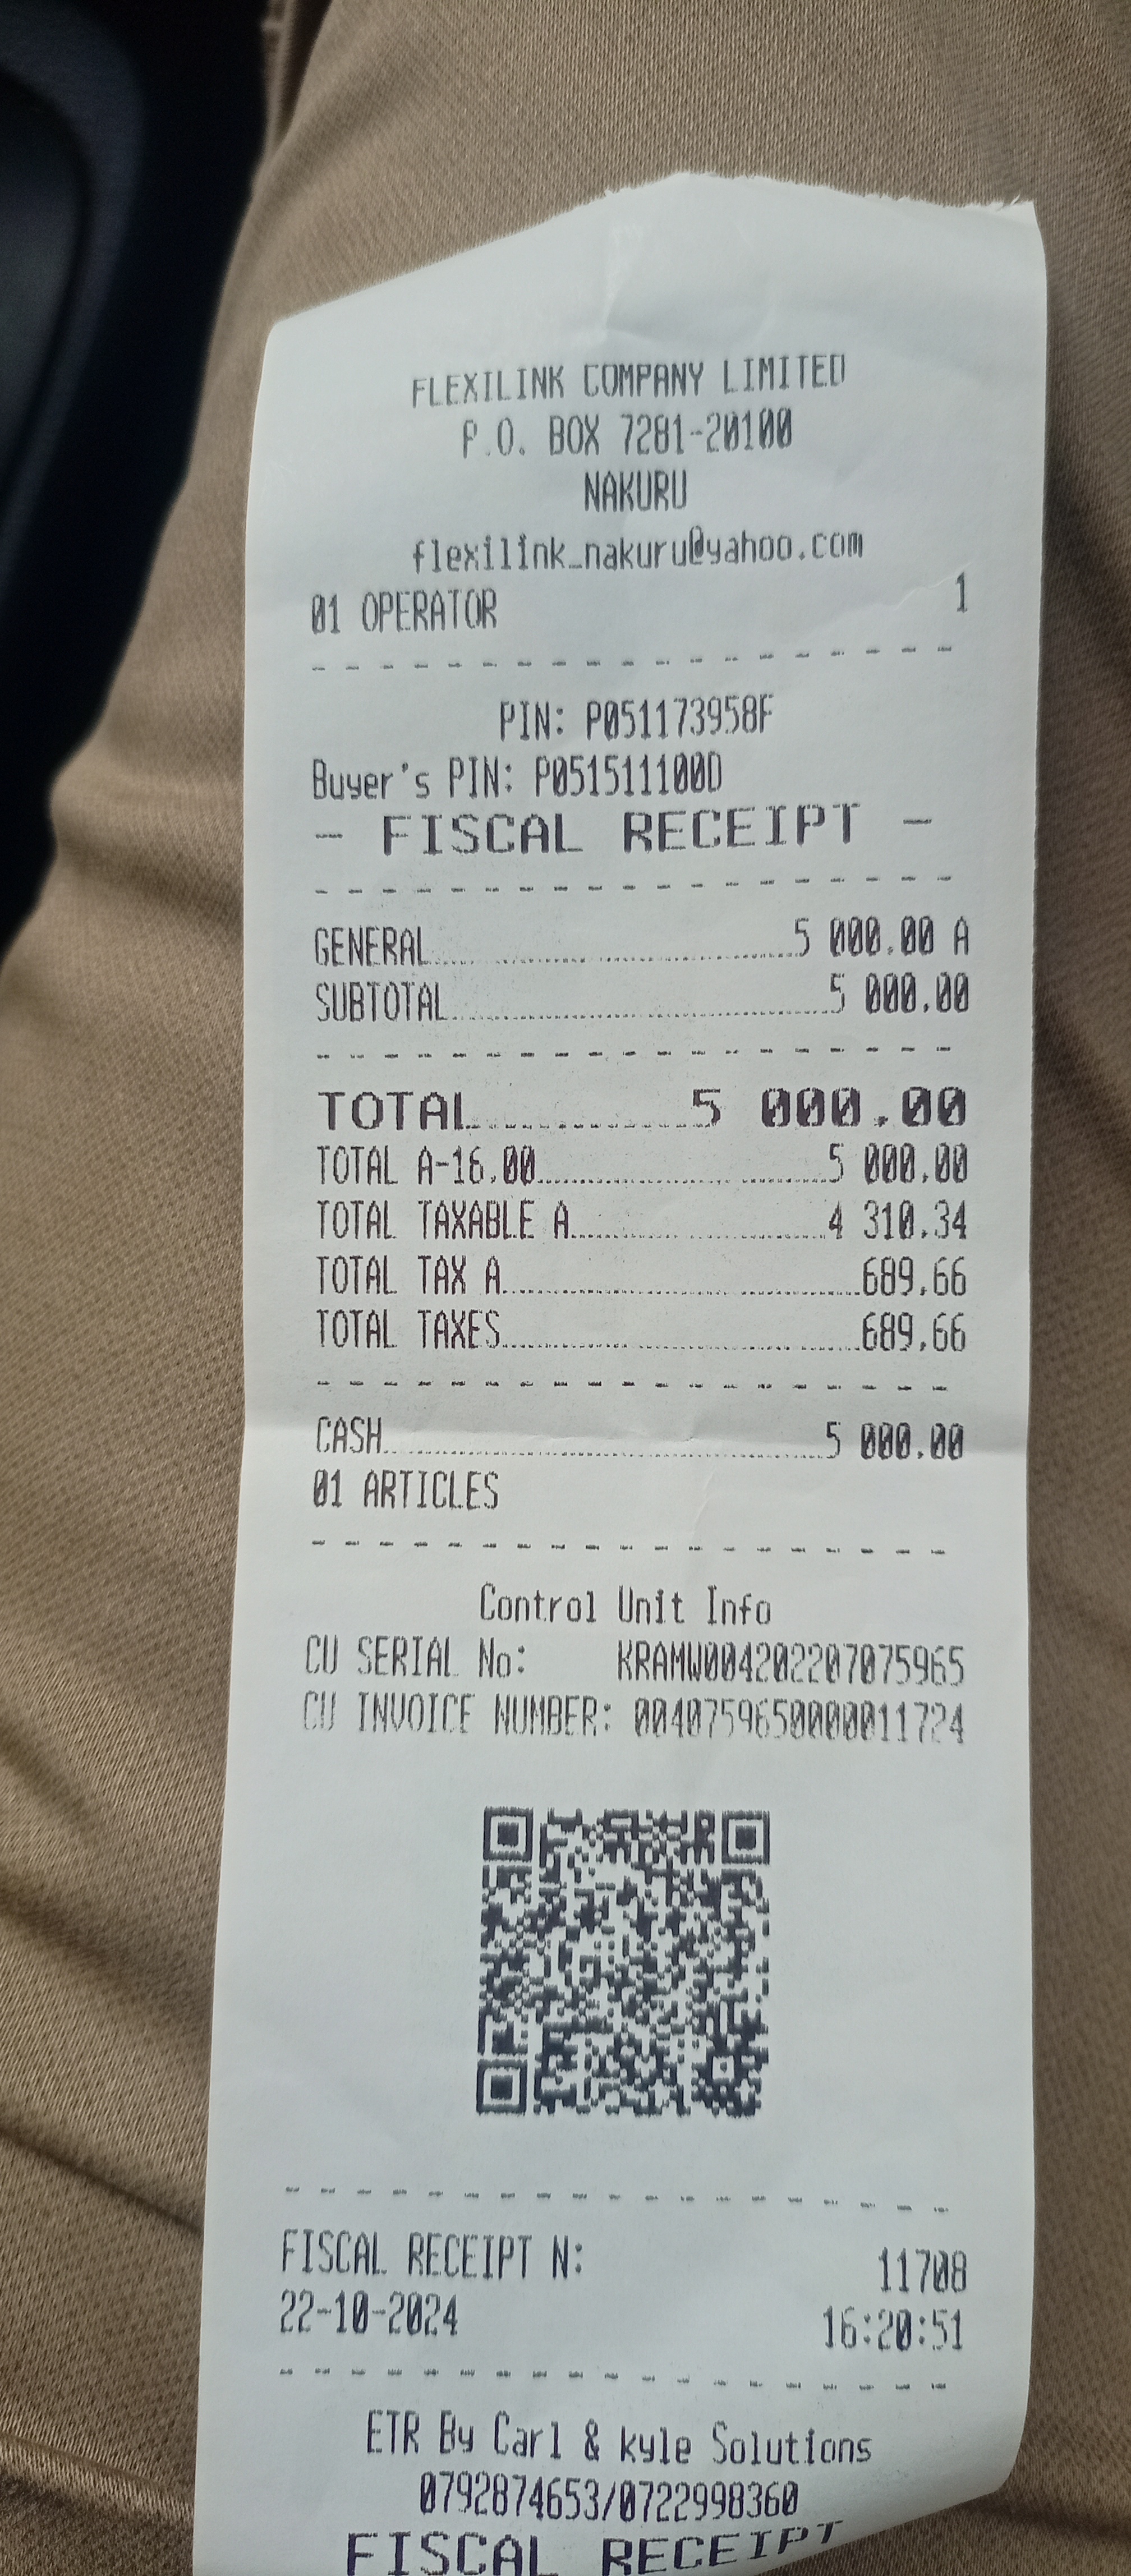 FLEXILINK COMPANY LIMITED
P.O. BOX 7281-20100
NAKURU
flexilink_nakuru@yahoo.com
01 OPERATOR 1
PIN: P051173958F
Buyer's PIN: P051511100D
- FISCAL RECEIPT -
GENERAL 5 000.00 A
SUBTOTAL 5 000.00
TOTAL 5 000.00
TOTAL A-16.00 5 000.00
TOTAL TAXABLE A 4 310.34
TOTAL TAX A 689.66
TOTAL TAXES 689.66
CASH 5 000.00
01 ARTICLES
Control Unit Info
CU SERIAL No: KRAMW004202207075965
CU INVOICE NUMBER: 0040759650000011724
FISCAL RECEIPT N: 11708
22-10-2024 16:20:51
ETR By Carl & kyle Solutions
0792874653/0722998360
FISCAL RECEIPT